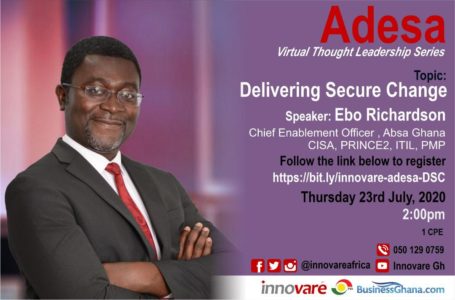 Adesa
Virtual Thought Leadership Series
Topic:
Delivering Secure Change
Speaker: Ebo Richardson
Chief Enablement Officer , Absa Ghana
CISA, PRINCE2, ITIL, PMP
Follow the link below to register
https://bit.ly/innovare-adesa-DSC
Thursday 23rd July, 2020
2:00pm
1 CPE
050 129 0759
@innovareafrica Innovare Gh
innovare BusinessGhana.com